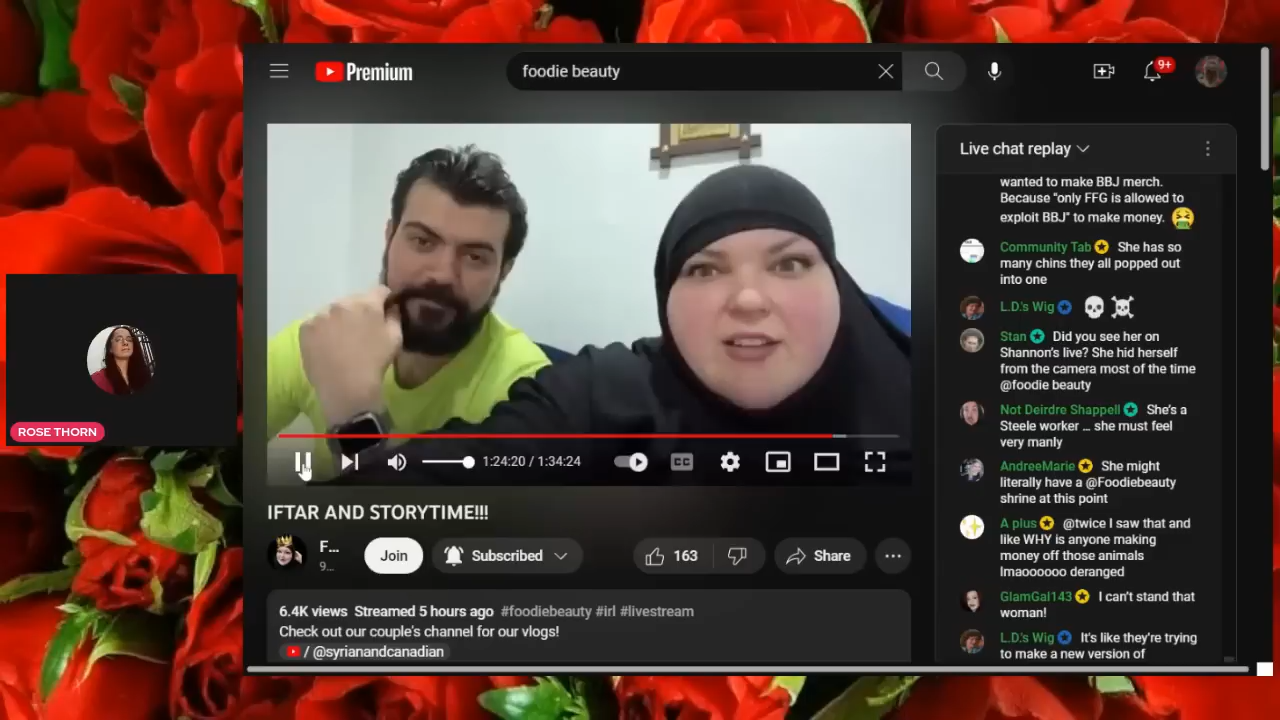 Premium
foodie beauty
9+
Live chat replay
wanted to make BBJ merch.
Because "only FFG is allowed to
exploit BBJ" to make money.
Community Tab She has so
many chins they all popped out
into one
L.D.'s Wig
Stan Did you see her on
Shannon's live? She hid herself
from the camera most of the time
@foodie beauty
Not Deirdre Shappell She's a
Steele worker ... she must feel
very manly
AndreeMarie She might
literally have a @Foodiebeauty
shrine at this point
A plus @twice I saw that and
like WHY is anyone making
money off those animals
lmaoooooo deranged
GlamGal143 I can't stand that
woman!
L.D.'s Wig It's like they're trying
to make a new version of
ROSE THORN
1:24:20 / 1:34:24
CC
IFTAR AND STORYTIME!!!
F...
9...
Join
Subscribed
163
Share
6.4K views Streamed 5 hours ago #foodiebeauty #irl #livestream
Check out our couple's channel for our vlogs!
/ @syrianandcanadian